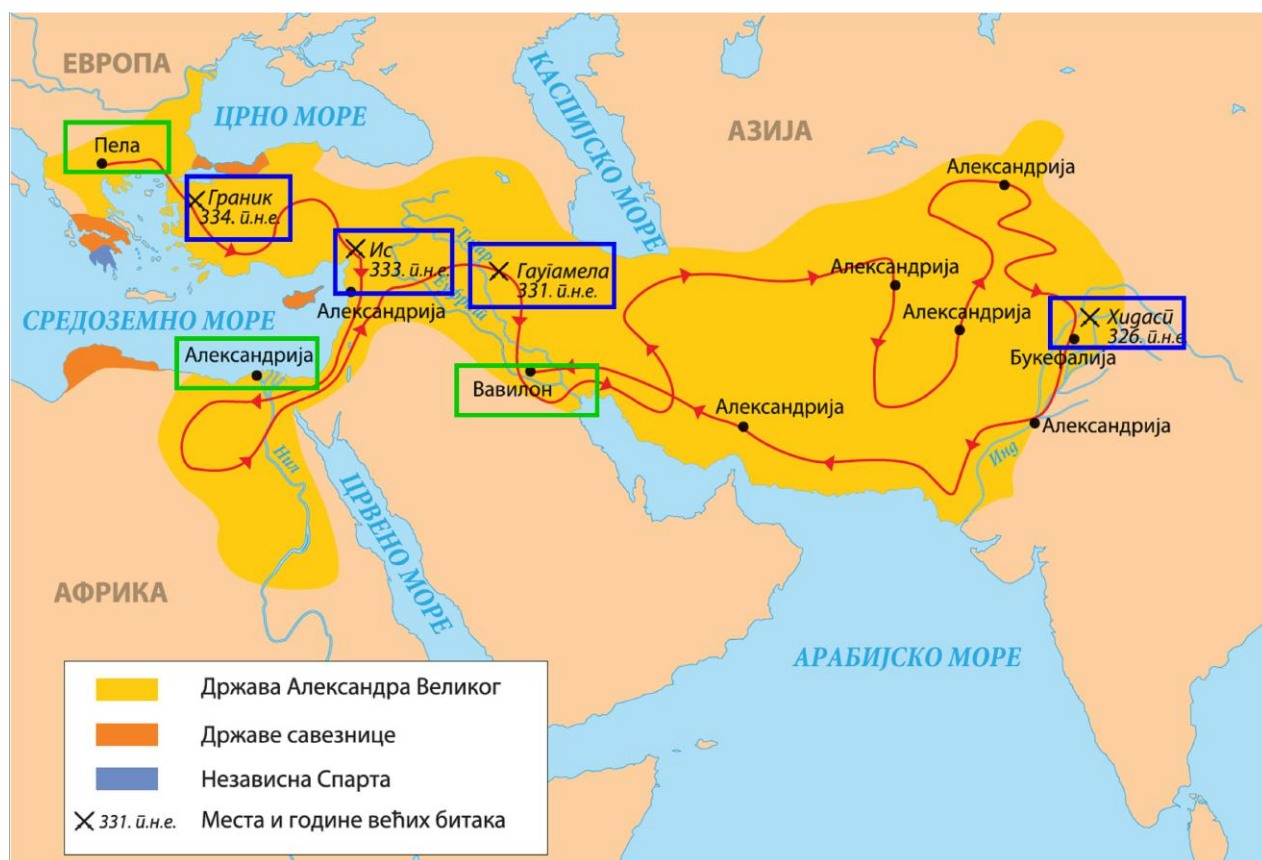 ЕВРОПА
ЦРНО МОРЕ
КАСПИЈСКО МОРЕ
АЗИЈА
Пела
Граник
334. п.н.е.
Ис
333. п.н.е.
Тигар
Еуфрат
Гаугамела
331. п.н.е.
Александрија
Александрија
Александрија
Хидасп
326. п.н.е.
Букефалија
СРЕДОЗЕМНО МОРЕ
Александрија
Александрија
Вавилон
Александрија
Александрија
Инд
Нил
ЦРВЕНО МОРЕ
АФРИКА
АРАБИЈСКО МОРЕ
Држава Александра Великог
Државе савезнице
Независна Спарта
331. п.н.е. Места и године већих битака